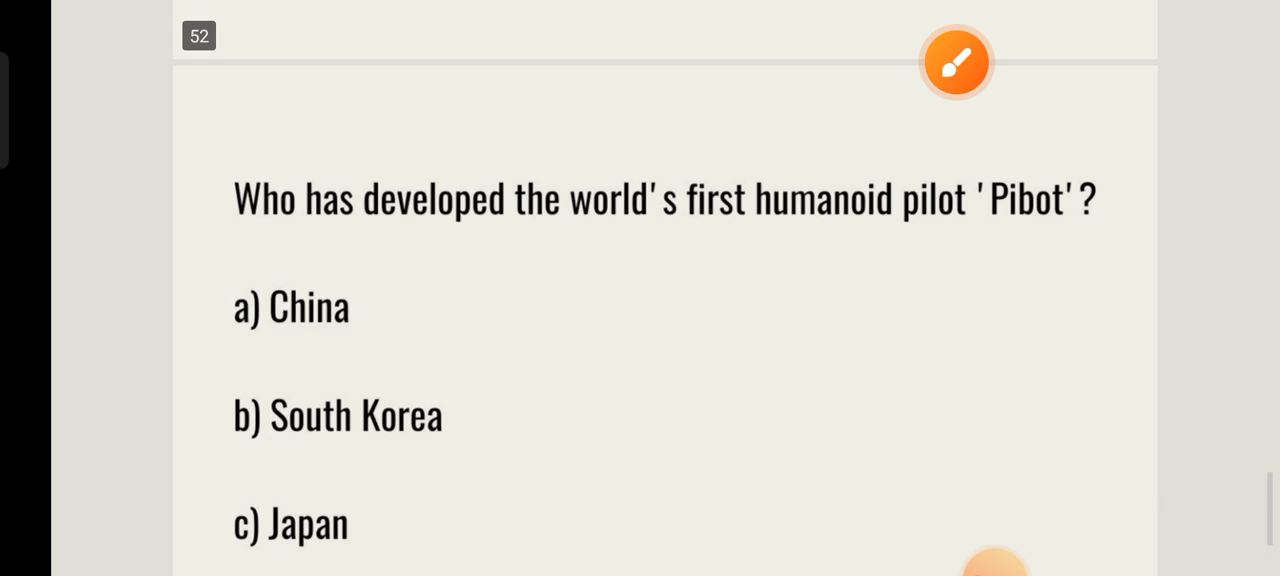 52
Who has developed the world's first humanoid pilot 'Pibot'?
a) China
b) South Korea
c) Japan